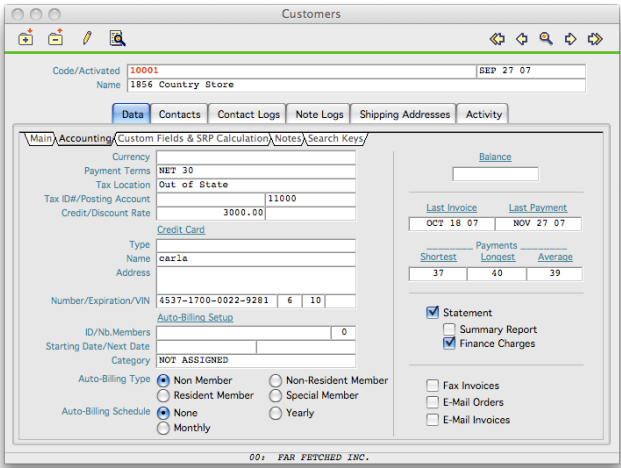 Customers
Code/Activated 10001 SEP 27 07
Name 1856 Country Store
Data Contacts Contact Logs Note Logs Shipping Addresses Activity
Main Accounting Custom Fields & SRP Calculation Notes Search Keys
Currency
Payment Terms NET 30
Tax Location Out of State
Tax ID#/Posting Account 11000
Credit/Discount Rate 3000.00
Credit Card
Type
Name carla
Address
Number/Expiration/VIN 4537-1700-0022-9281 6 10
Auto-Billing Setup
ID/Nb.Members 0
Starting Date/Next Date
Category NOT ASSIGNED
Auto-Billing Type Non Member Non-Resident Member
Resident Member Special Member
Auto-Billing Schedule None Yearly
Monthly
Balance
Last Invoice Last Payment
OCT 18 07 NOV 27 07
Payments
Shortest Longest Average
37 40 39
Statement
Summary Report
Finance Charges
Fax Invoices
E-Mail Orders
E-Mail Invoices
00: FAR FETCHED INC.